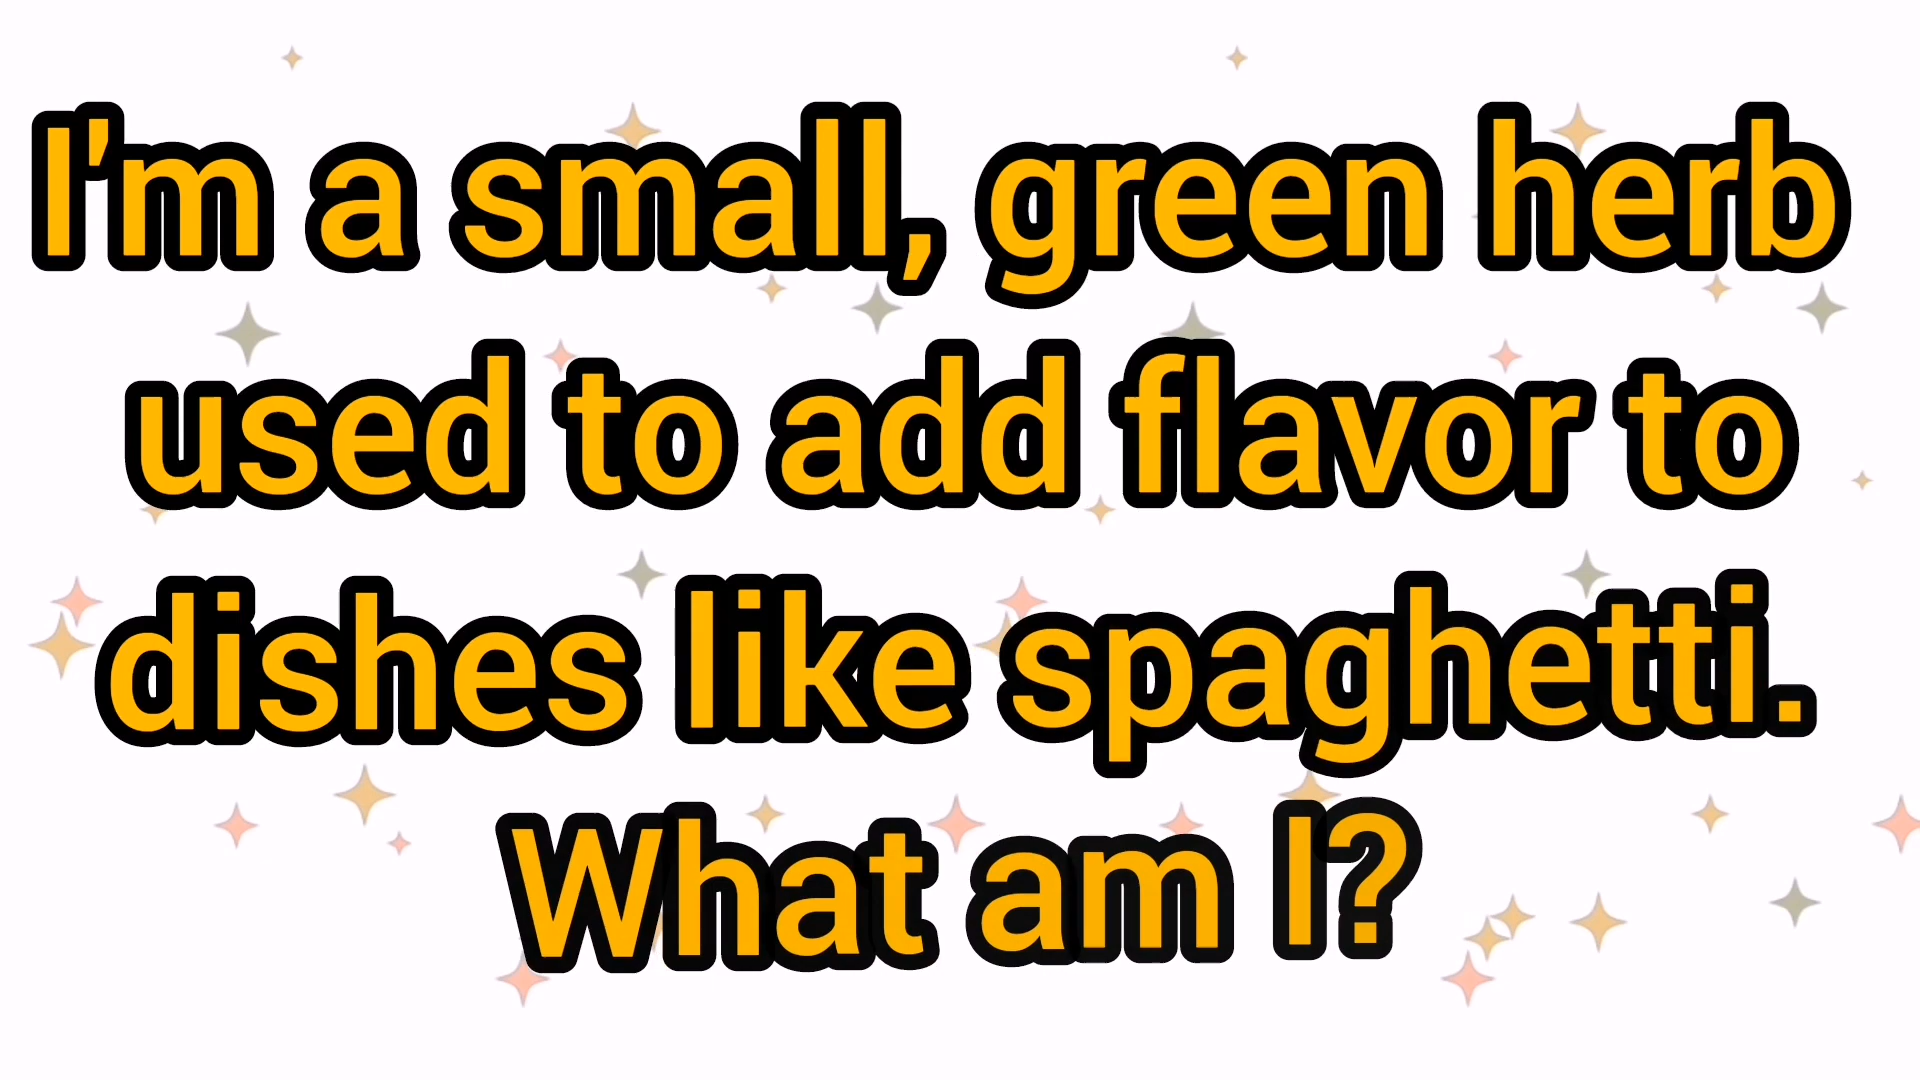 I'm a small, green herb
used to add flavor to
dishes like spaghetti.
What am I?